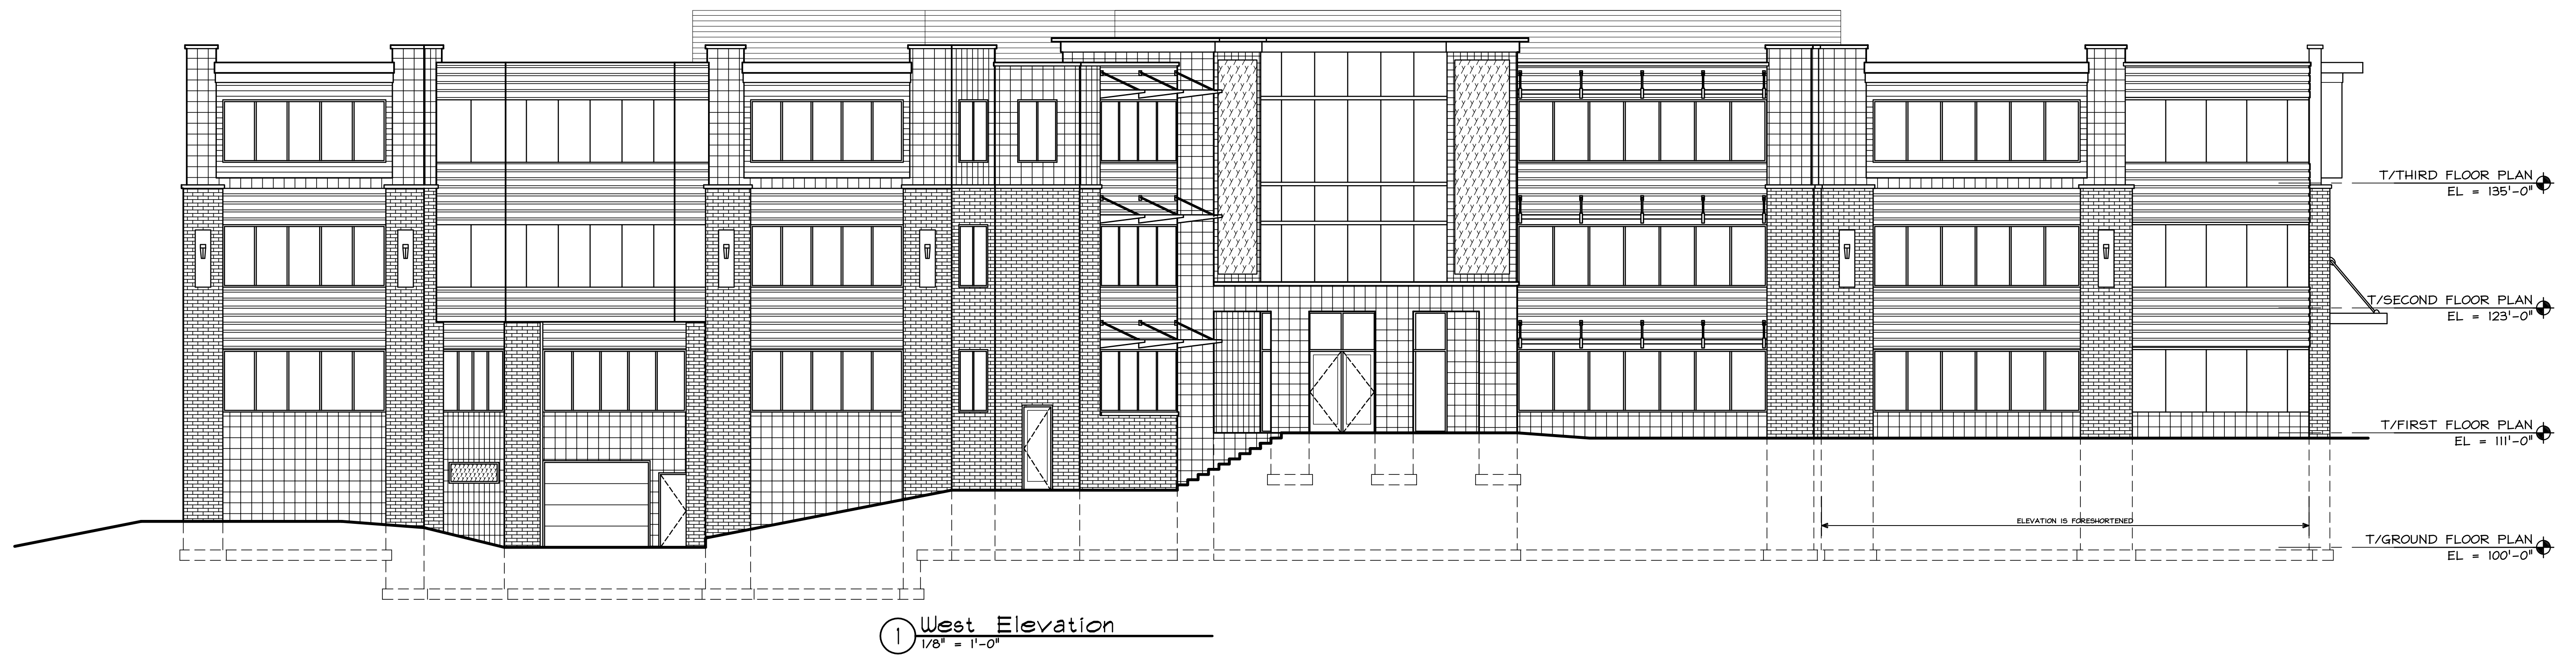 T/THIRD FLOOR PLAN
EL = 135'-0"
T/SECOND FLOOR PLAN
EL = 123'-0"
T/FIRST FLOOR PLAN
EL = 111'-0"
ELEVATION IS FORESHORTENED
T/GROUND FLOOR PLAN
EL = 100'-0"
1 West Elevation
1/8" = 1'-0"